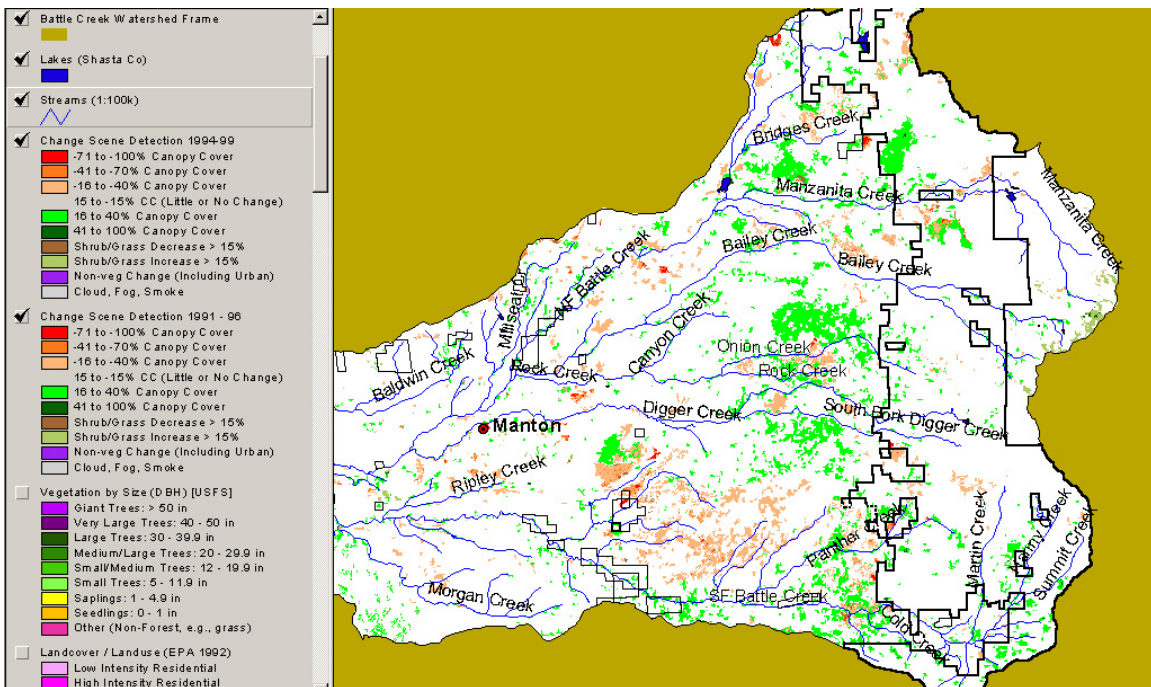 Battle Creek Watershed Frame
Lakes (Shasta Co)
Streams (1:100k)
Change Scene Detection 1994-99
-71 to -100% Canopy Cover
-41 to -70% Canopy Cover
-16 to -40% Canopy Cover
15 to -15% CC (Little or No Change)
16 to 40% Canopy Cover
41 to 100% Canopy Cover
Shrub/Grass Decrease > 15%
Shrub/Grass Increase > 15%
Non-veg Change (Including Urban)
Cloud, Fog, Smoke
Change Scene Detection 1991 - 96
-71 to -100% Canopy Cover
-41 to -70% Canopy Cover
-16 to -40% Canopy Cover
15 to -15% CC (Little or No Change)
16 to 40% Canopy Cover
41 to 100% Canopy Cover
Shrub/Grass Decrease > 15%
Shrub/Grass Increase > 15%
Non-veg Change (Including Urban)
Cloud, Fog, Smoke
Vegetation by Size (DBH) [USFS]
Giant Trees: > 50 in
Very Large Trees: 40 - 50 in
Large Trees: 30 - 39.9 in
Medium/Large Trees: 20 - 29.9 in
Small/Medium Trees: 12 - 19.9 in
Small Trees: 5 - 11.9 in
Saplings: 1 - 4.9 in
Seedlings: 0 - 1 in
Other (Non-Forest, e.g., grass)
Landcover / Landuse (EPA 1992)
Low Intensity Residential
High Intensity Residential
Bridges Creek
Manzanita Creek
Manzanita Creek
Bailey Creek
Bailey Creek
NF Battle Creek
Canyon Creek
Onion Creek
Rock Creek
Rock Creek
Baldwin Creek
Digger Creek
South Fork Digger Creek
Manton
Ripley Creek
Panther Creek
Martin Creek
Summit Creek
Morgan Creek
SF Battle Creek
Cold Creek